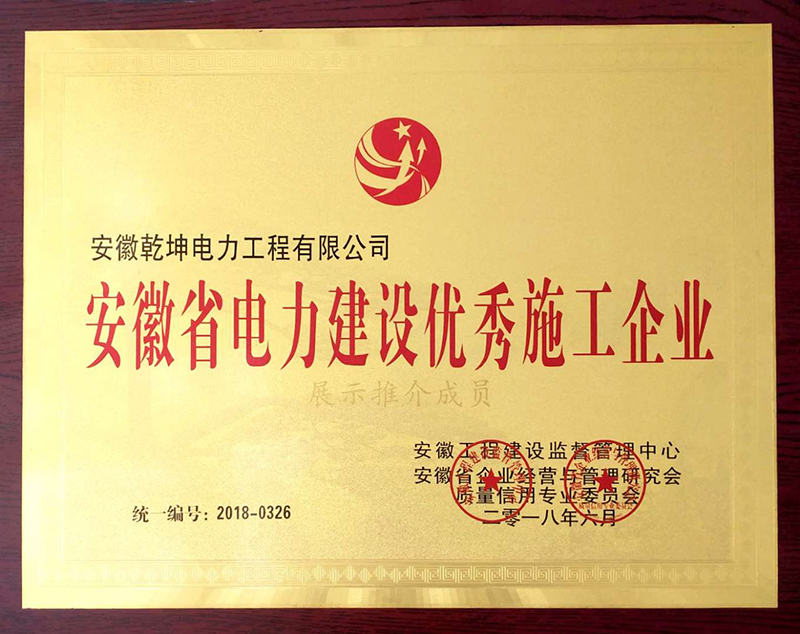 安徽乾坤电力工程有限公司
安徽省电力建设优秀施工企业
展示推介成员
安徽工程建设监督管理中心
安徽省企业经营与管理研究会
质量信用专业委员会
二零一八年六月
统一编号：2018-0326